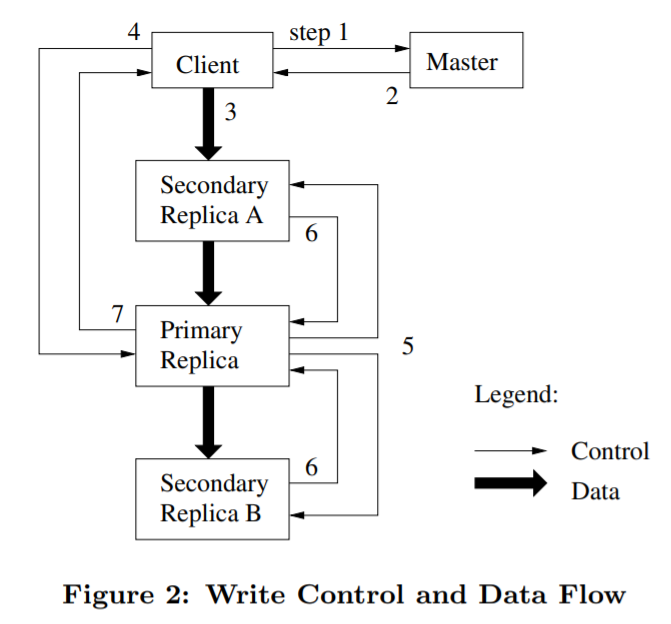 4
step 1
Client
Master
2
3
Secondary
Replica A
6
7
Primary
Replica
5
Legend:
Control
6
Secondary
Replica B
Data
Figure 2: Write Control and Data Flow